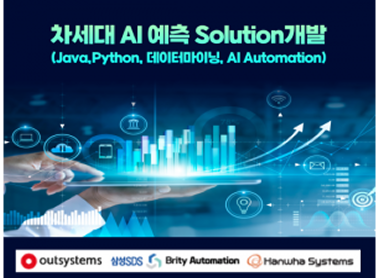 차세대 AI 예측 Solution개발
(Java,Python, 데이터마이닝, AI Automation)
outsystems 삼성SDS Brity Automation Hanwha Systems